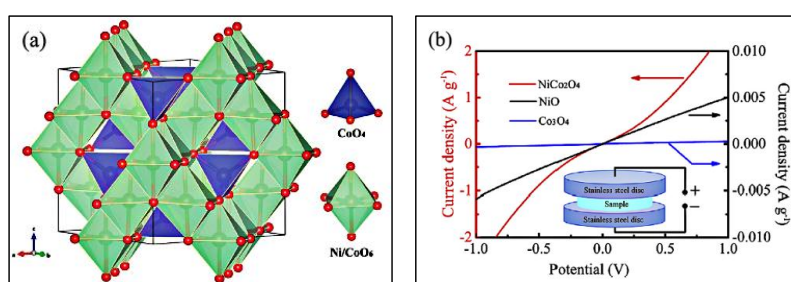 (a)
CoO₄
Ni/CoO₆
c
a
b
(b)
2
1
0
-1
-2
Current density (A g⁻¹)
NiCo₂O₄
NiO
Co₃O₄
0.010
0.005
0.000
-0.005
-0.010
Current density (A g⁻¹)
Stainless steel disc
Sample
Stainless steel disc
+
−
-1.0 -0.5 0.0 0.5 1.0
Potential (V)